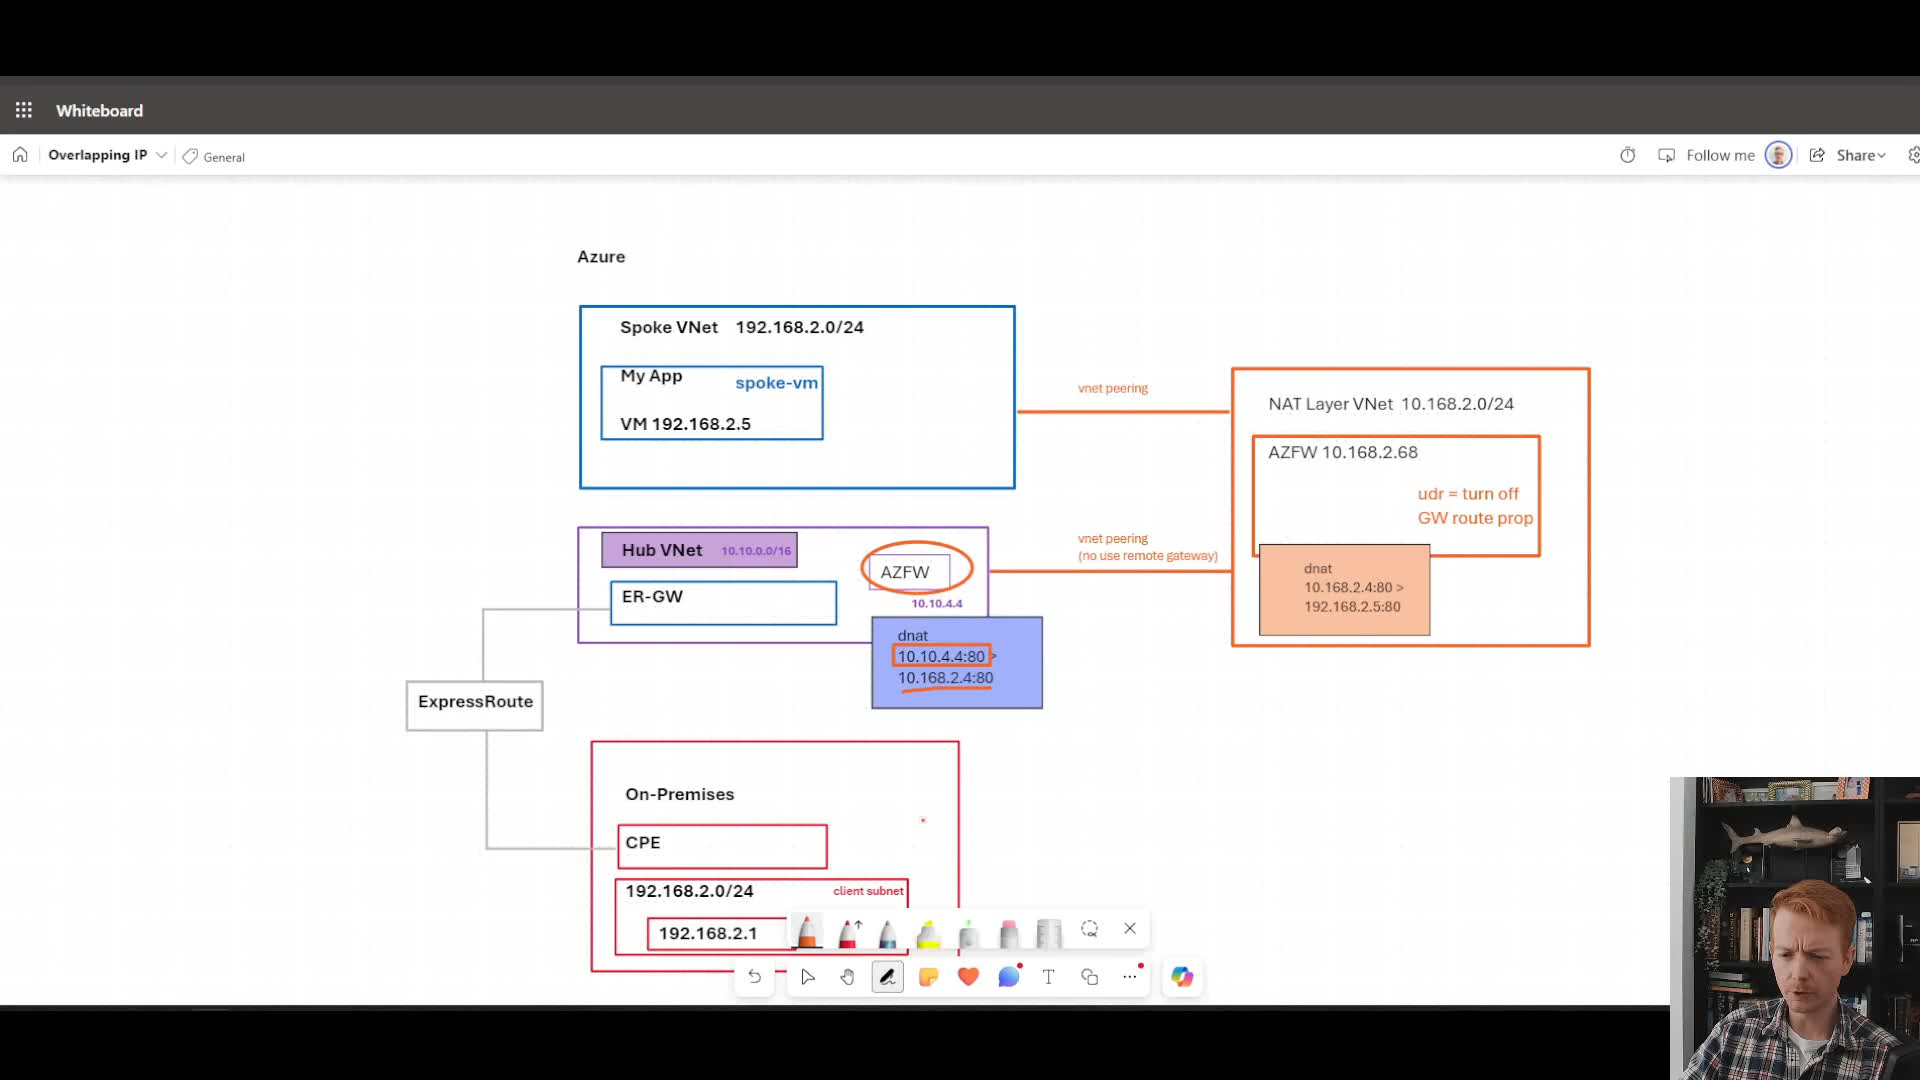 Whiteboard
Overlapping IP
General
Follow me
Share
Azure
Spoke VNet 192.168.2.0/24
My App
spoke-vm
VM 192.168.2.5
vnet peering
NAT Layer VNet 10.168.2.0/24
AZFW 10.168.2.68
udr = turn off
GW route prop
dnat
10.168.2.4:80 >
192.168.2.5:80
Hub VNet 10.10.0.0/16
ER-GW
AZFW
10.10.4.4
vnet peering
(no use remote gateway)
dnat
10.10.4.4:80 >
10.168.2.4:80
ExpressRoute
On-Premises
CPE
192.168.2.0/24
client subnet
192.168.2.1